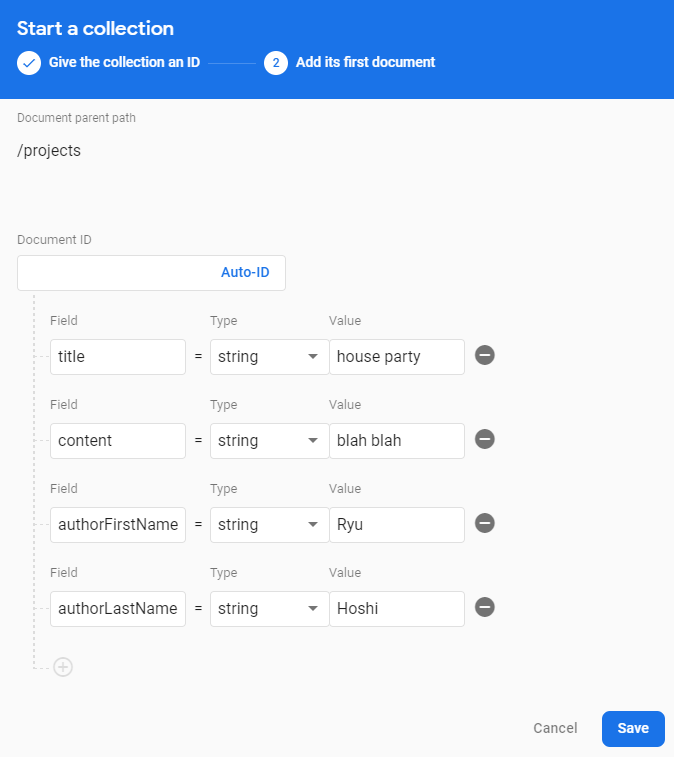 Start a collection
Give the collection an ID
2 Add its first document
Document parent path
/projects
Document ID
Auto-ID
Field Type Value
title = string house party
Field Type Value
content = string blah blah
Field Type Value
authorFirstName = string Ryu
Field Type Value
authorLastName = string Hoshi
Cancel Save